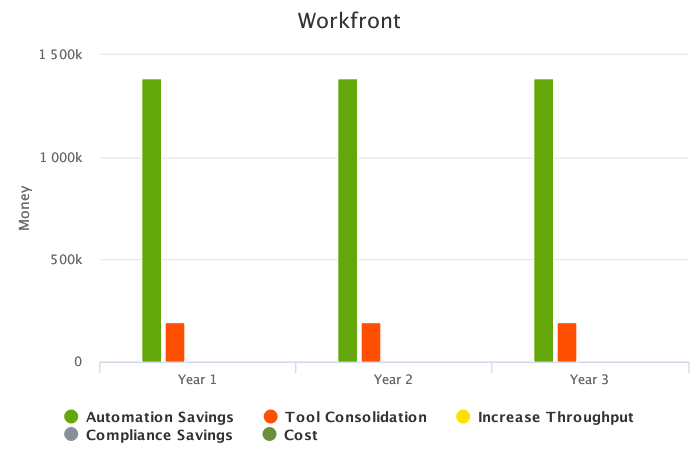 Workfront
1 500k
1 000k
500k
0
Money
Year 1 Year 2 Year 3
Automation Savings Tool Consolidation Increase Throughput
Compliance Savings Cost